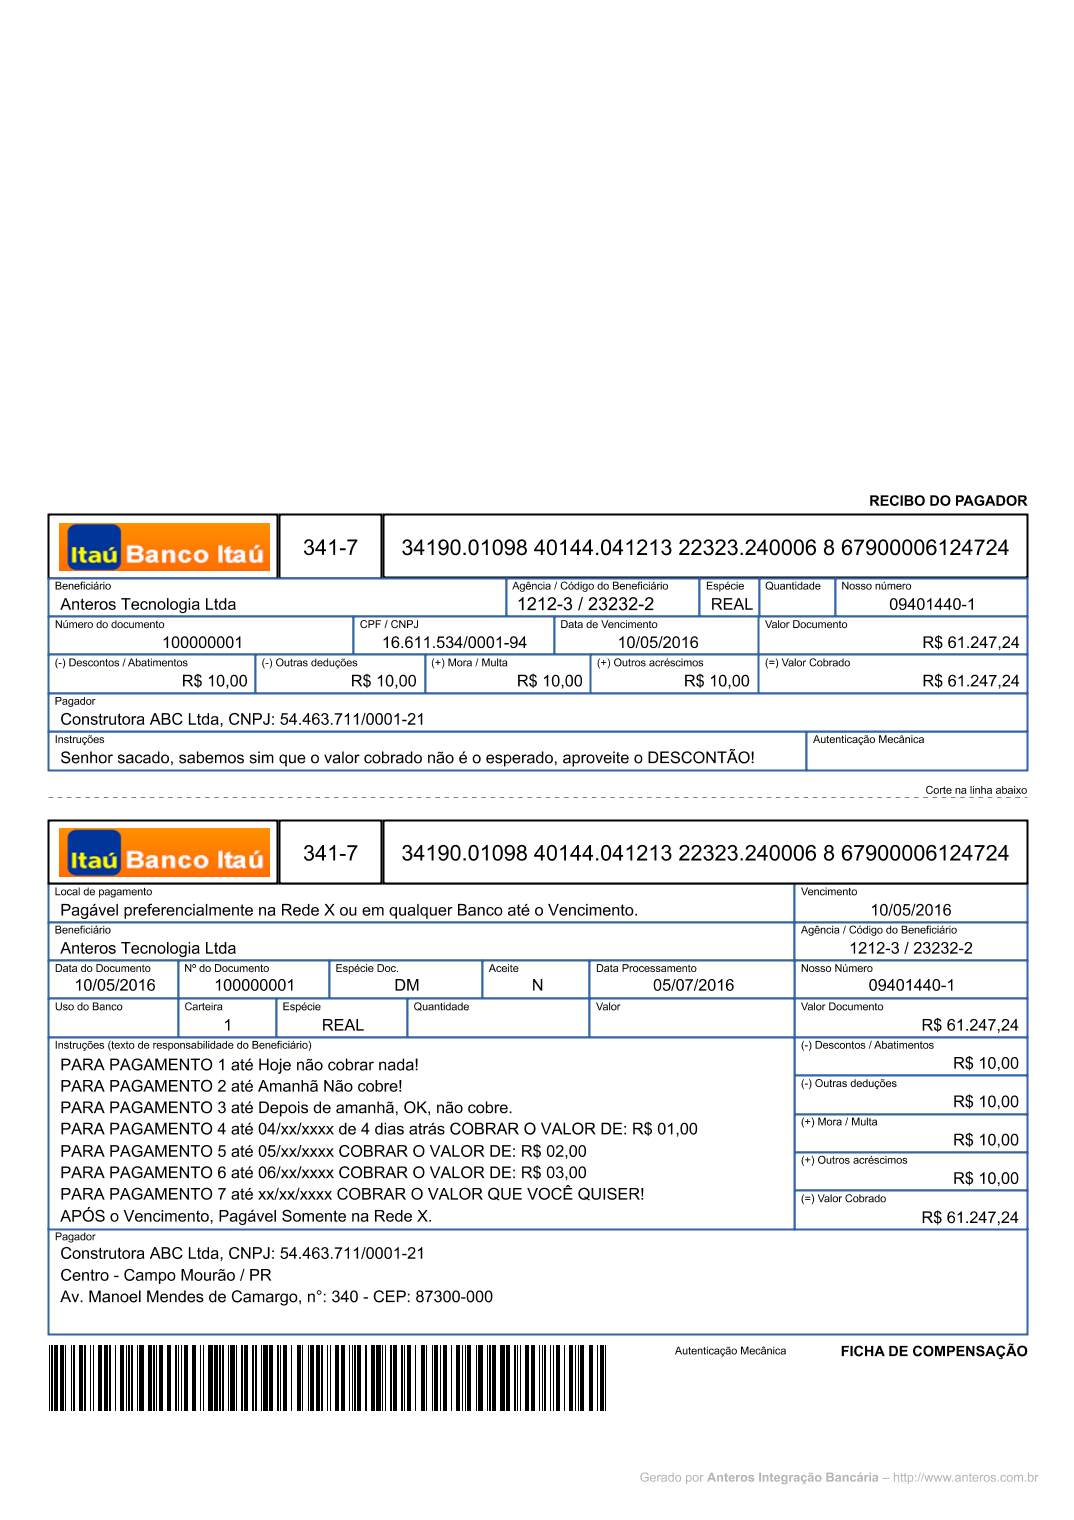 RECIBO DO PAGADOR
Itaú Banco Itaú 341-7 34190.01098 40144.041213 22323.240006 8 67900006124724
Beneficiário Agência / Código do Beneficiário Espécie Quantidade Nosso número
Anteros Tecnologia Ltda 1212-3 / 23232-2 REAL 09401440-1
Número do documento CPF / CNPJ Data de Vencimento Valor Documento
100000001 16.611.534/0001-94 10/05/2016 R$ 61.247,24
(-) Descontos / Abatimentos (-) Outras deduções (+) Mora / Multa (+) Outros acréscimos (=) Valor Cobrado
R$ 10,00 R$ 10,00 R$ 10,00 R$ 10,00 R$ 61.247,24
Pagador
Construtora ABC Ltda, CNPJ: 54.463.711/0001-21
Instruções Autenticação Mecânica
Senhor sacado, sabemos sim que o valor cobrado não é o esperado, aproveite o DESCONTÃO!
Corte na linha abaixo
Itaú Banco Itaú 341-7 34190.01098 40144.041213 22323.240006 8 67900006124724
Local de pagamento Vencimento
Pagável preferencialmente na Rede X ou em qualquer Banco até o Vencimento. 10/05/2016
Beneficiário Agência / Código do Beneficiário
Anteros Tecnologia Ltda 1212-3 / 23232-2
Data do Documento Nº do Documento Espécie Doc. Aceite Data Processamento Nosso Número
10/05/2016 100000001 DM N 05/07/2016 09401440-1
Uso do Banco Carteira Espécie Quantidade Valor Valor Documento
1 REAL R$ 61.247,24
Instruções (texto de responsabilidade do Beneficiário)
PARA PAGAMENTO 1 até Hoje não cobrar nada!
PARA PAGAMENTO 2 até Amanhã Não cobre!
PARA PAGAMENTO 3 até Depois de amanhã, OK, não cobre.
PARA PAGAMENTO 4 até 04/xx/xxxx de 4 dias atrás COBRAR O VALOR DE: R$ 01,00
PARA PAGAMENTO 5 até 05/xx/xxxx COBRAR O VALOR DE: R$ 02,00
PARA PAGAMENTO 6 até 06/xx/xxxx COBRAR O VALOR DE: R$ 03,00
PARA PAGAMENTO 7 até xx/xx/xxxx COBRAR O VALOR QUE VOCÊ QUISER!
APÓS o Vencimento, Pagável Somente na Rede X.
(-) Descontos / Abatimentos
R$ 10,00
(-) Outras deduções
R$ 10,00
(+) Mora / Multa
R$ 10,00
(+) Outros acréscimos
R$ 10,00
(=) Valor Cobrado
R$ 61.247,24
Pagador
Construtora ABC Ltda, CNPJ: 54.463.711/0001-21
Centro - Campo Mourão / PR
Av. Manoel Mendes de Camargo, n°: 340 - CEP: 87300-000
Autenticação Mecânica FICHA DE COMPENSAÇÃO
Gerado por Anteros Integração Bancária – http://www.anteros.com.br